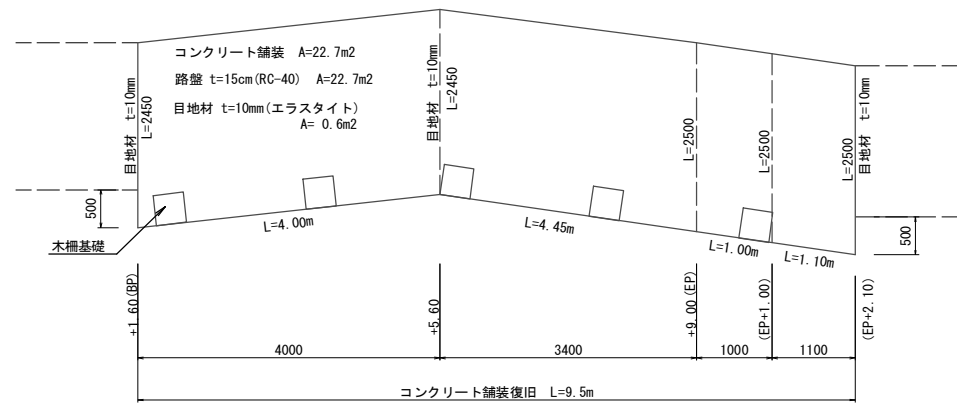 コンクリート舗装　A=22.7m2
路盤 t=15cm(RC-40)　A=22.7m2
目地材 t=10mm(エラスタイト)
A= 0.6m2
目地材　t=10mm
L=2450
目地材　t=10mm
L=2450
L=2500
L=2500
L=2500
目地材　t=10mm
500
木柵基礎
L=4.00m
L=4.45m
L=1.00m
L=1.10m
500
+1.60(BP)
+5.60
+9.00(EP)
(EP+1.00)
(EP+2.10)
4000
3400
1000
1100
コンクリート舗装復旧　L=9.5m